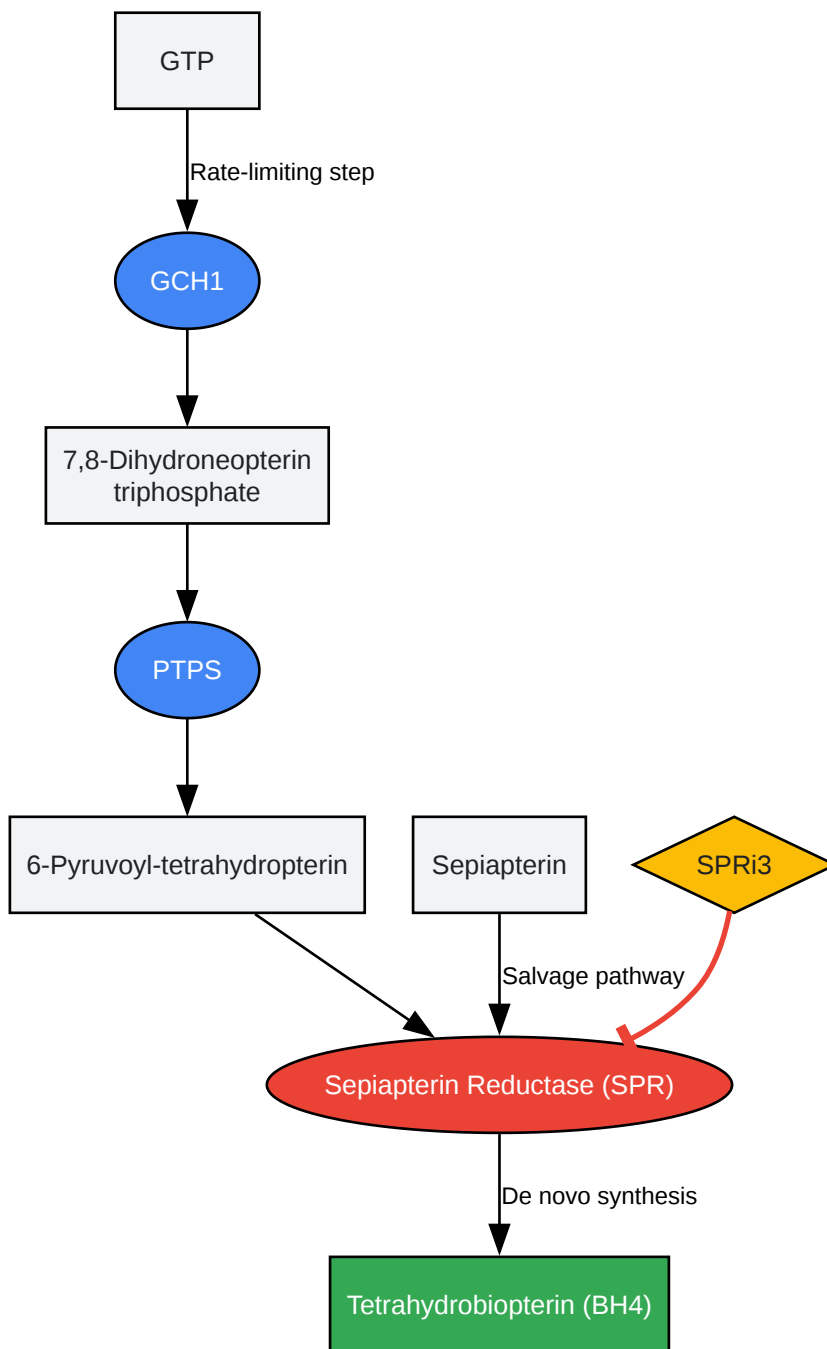 GTP
Rate-limiting step
GCH1
7,8-Dihydroneopterin
triphosphate
PTPS
6-Pyruvoyl-tetrahydropterin
Sepiapterin
SPRi3
Salvage pathway
Sepiapterin Reductase (SPR)
De novo synthesis
Tetrahydrobiopterin (BH4)